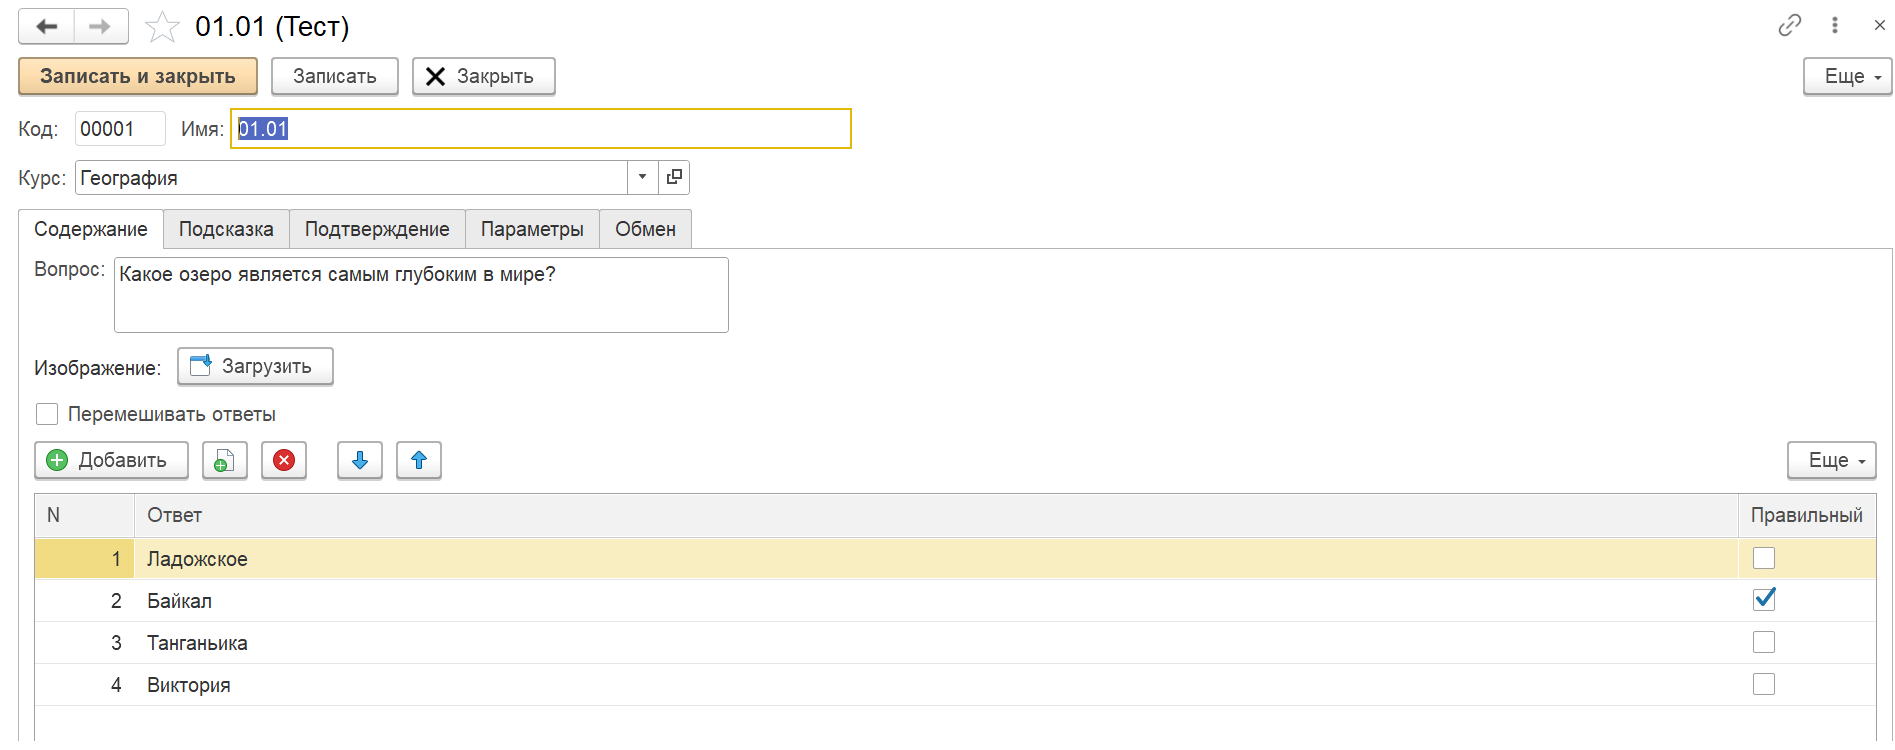 01.01 (Тест)
Записать и закрыть Записать Закрыть Еще
Код: 00001 Имя: 01.01
Курс: География
Содержание Подсказка Подтверждение Параметры Обмен
Вопрос: Какое озеро является самым глубоким в мире?
Изображение: Загрузить
Перемешивать ответы
Добавить Еще
N Ответ Правильный
1 Ладожское
2 Байкал
3 Танганьика
4 Виктория